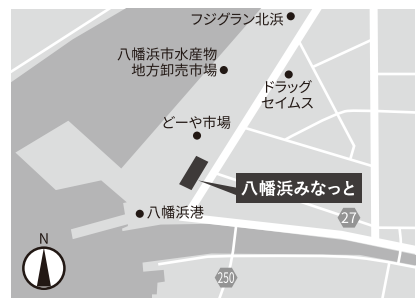 フジグラン北浜
八幡浜市水産物
地方卸売市場
ドラッグ
セイムス
どーや市場
八幡浜みなっと
八幡浜港
27
N
250